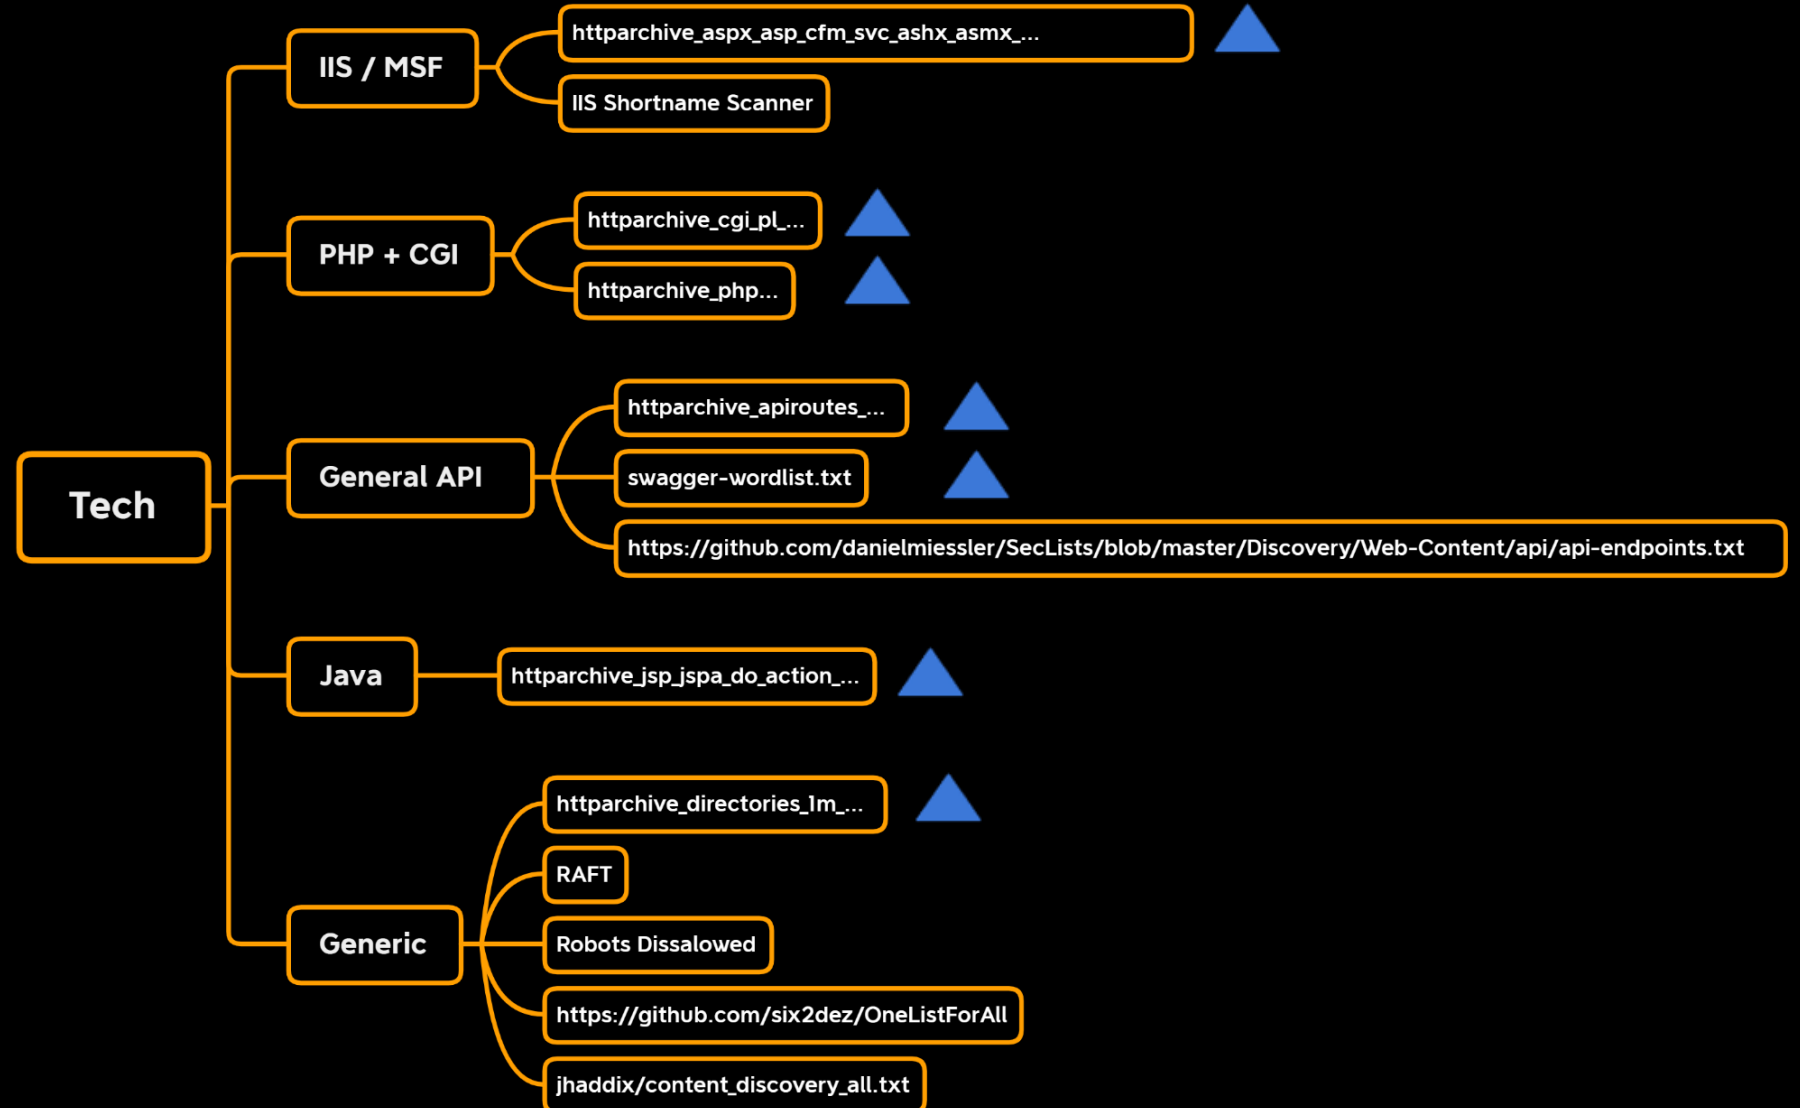 Tech
IIS / MSF
httparchive_aspx_asp_cfm_svc_ashx_asmx_...
IIS Shortname Scanner
PHP + CGI
httparchive_cgi_pl_...
httparchive_php...
General API
httparchive_apiroutes_...
swagger-wordlist.txt
https://github.com/danielmiessler/SecLists/blob/master/Discovery/Web-Content/api/api-endpoints.txt
Java
httparchive_jsp_jspa_do_action_...
Generic
httparchive_directories_1m_...
RAFT
Robots Dissalowed
https://github.com/six2dez/OneListForAll
jhaddix/content_discovery_all.txt